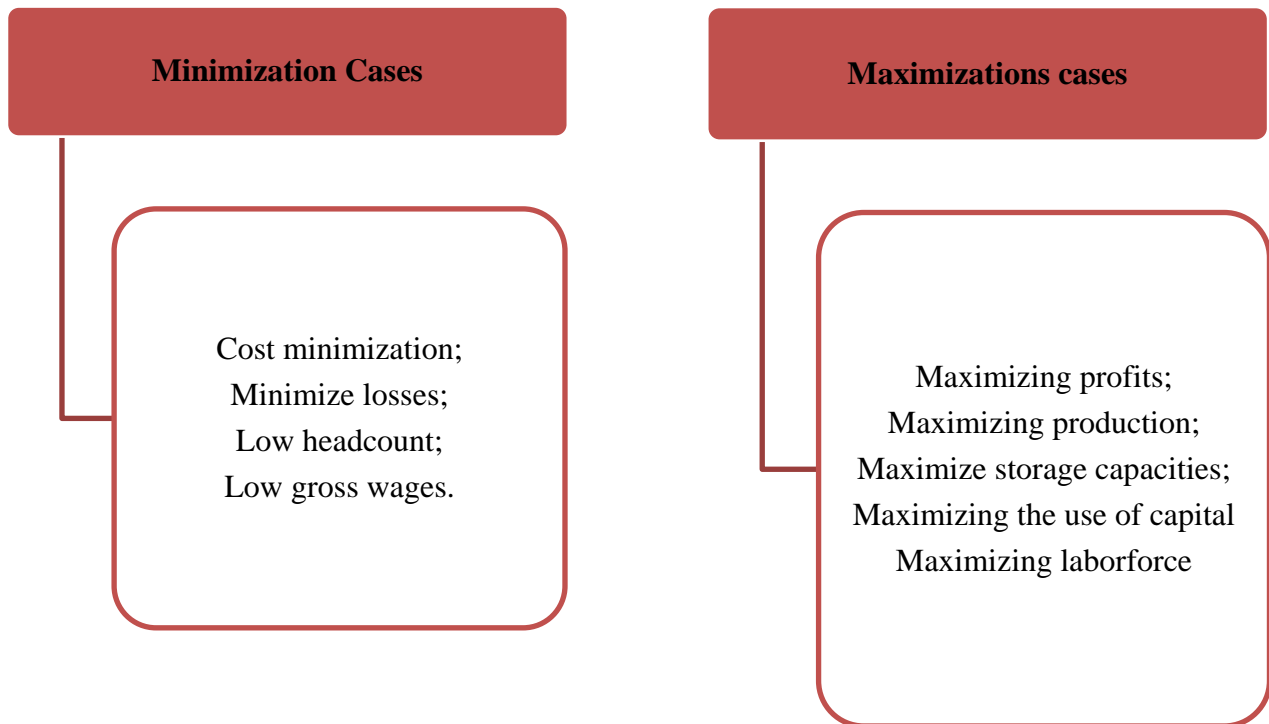 Minimization Cases
Cost minimization;
Minimize losses;
Low headcount;
Low gross wages.
Maximizations cases
Maximizing profits;
Maximizing production;
Maximize storage capacities;
Maximizing the use of capital
Maximizing laborforce